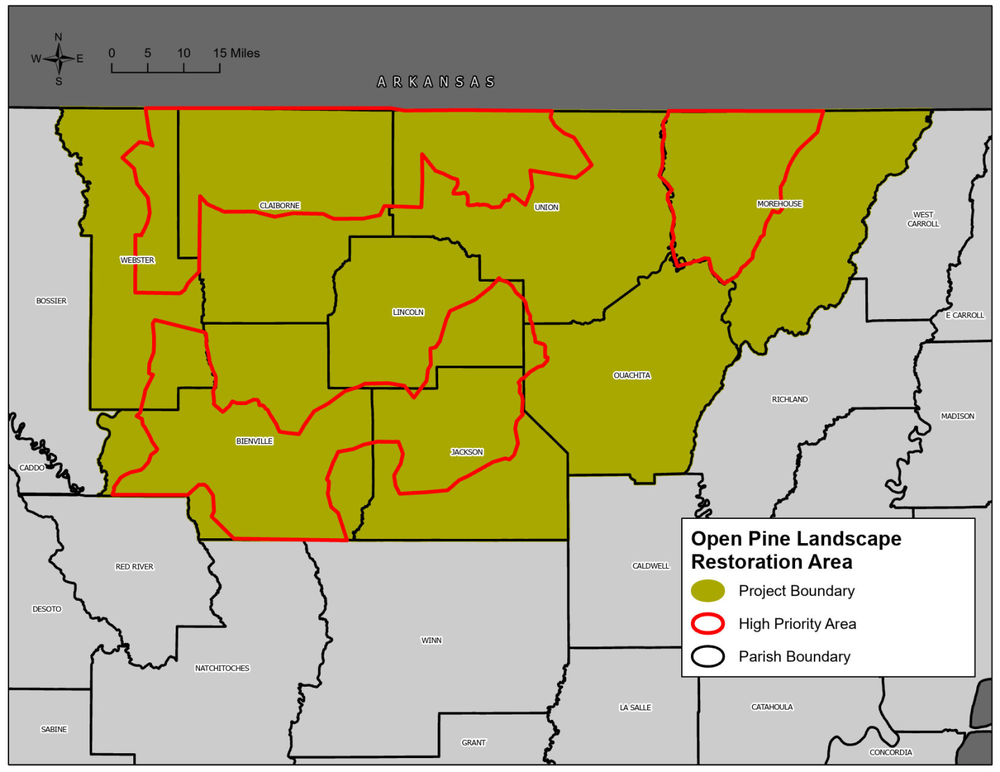 N
W E
S
0 5 10 15 Miles
ARKANSAS
CLAIBORNE
UNION
MOREHOUSE
WEST
CARROLL
WEBSTER
BOSSIER
LINCOLN
E CARROLL
OUACHITA
RICHLAND
MADISON
BIENVILLE
JACKSON
CADDO
RED RIVER
CALDWELL
DESOTO
WINN
NATCHITOCHES
LA SALLE
CATAHOULA
SABINE
GRANT
CONCORDIA
Open Pine Landscape
Restoration Area
Project Boundary
High Priority Area
Parish Boundary